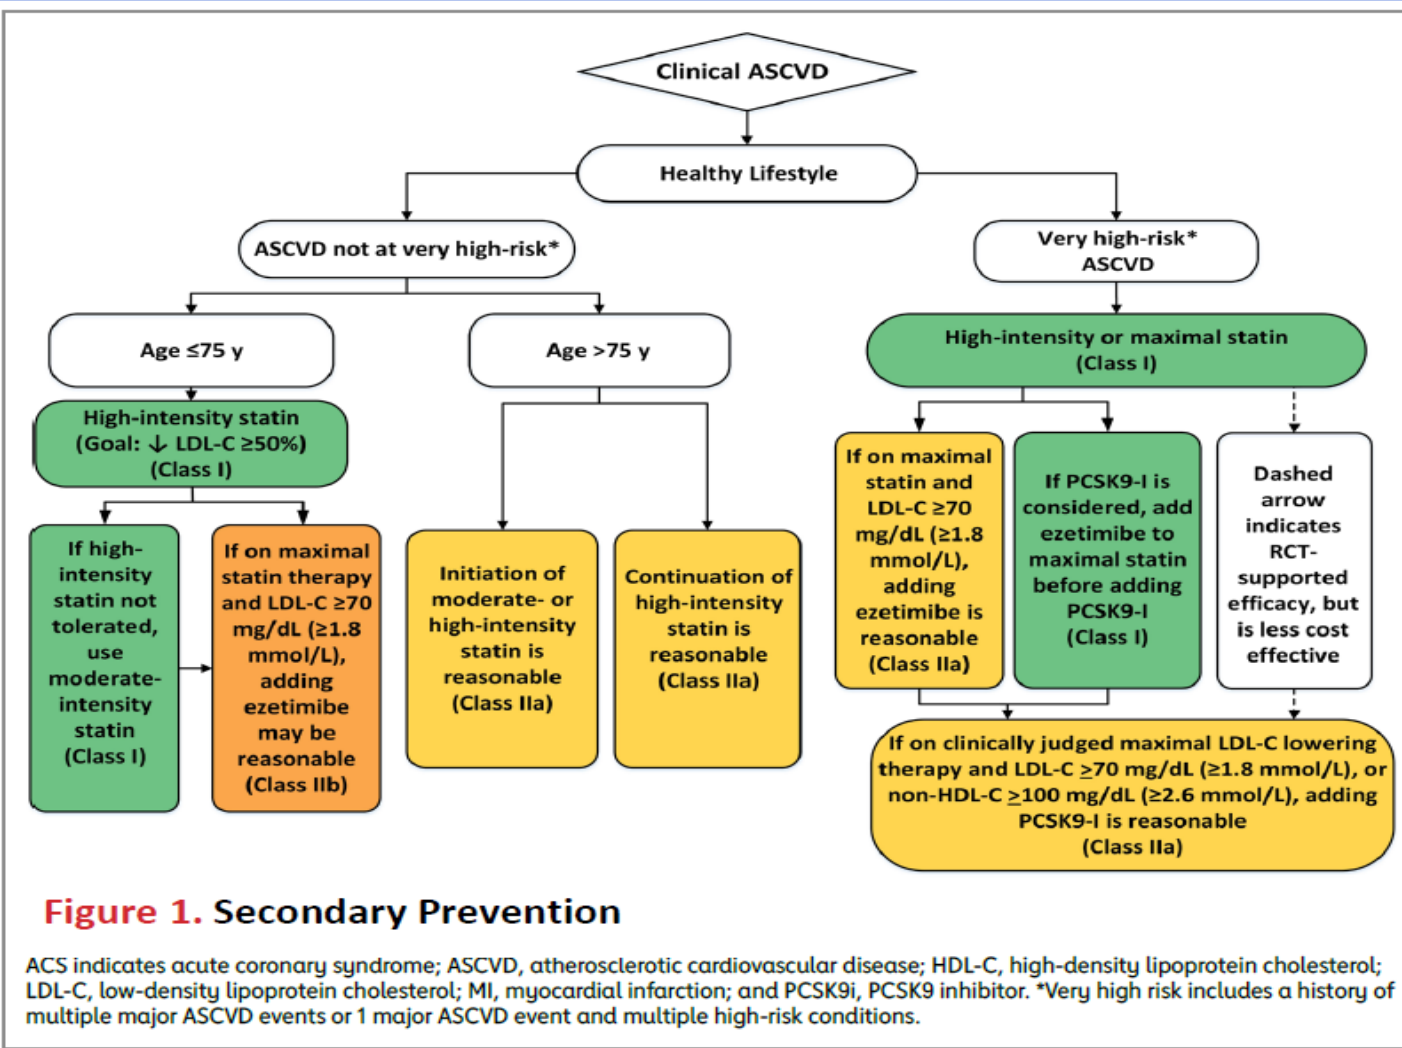 Clinical ASCVD
Healthy Lifestyle
ASCVD not at very high-risk*
Very high-risk*
ASCVD
Age ≤75 y
Age >75 y
High-intensity or maximal statin
(Class I)
High-intensity statin
(Goal: ↓ LDL-C ≥50%)
(Class I)
If high-
intensity
statin not
tolerated,
use
moderate-
intensity
statin
(Class I)
If on maximal
statin therapy
and LDL-C ≥70
mg/dL (≥1.8
mmol/L),
adding
ezetimibe
may be
reasonable
(Class IIb)
Initiation of
moderate- or
high-intensity
statin is
reasonable
(Class IIa)
Continuation of
high-intensity
statin is
reasonable
(Class IIa)
If on maximal
statin and
LDL-C ≥70
mg/dL (≥1.8
mmol/L),
adding
ezetimibe is
reasonable
(Class IIa)
If PCSK9-I is
considered, add
ezetimibe to
maximal statin
before adding
PCSK9-I
(Class I)
Dashed
arrow
indicates
RCT-
supported
efficacy, but
is less cost
effective
If on clinically judged maximal LDL-C lowering
therapy and LDL-C ≥70 mg/dL (≥1.8 mmol/L), or
non-HDL-C ≥100 mg/dL (≥2.6 mmol/L), adding
PCSK9-I is reasonable
(Class IIa)
Figure 1. Secondary Prevention
ACS indicates acute coronary syndrome; ASCVD, atherosclerotic cardiovascular disease; HDL-C, high-density lipoprotein cholesterol;
LDL-C, low-density lipoprotein cholesterol; MI, myocardial infarction; and PCSK9i, PCSK9 inhibitor. *Very high risk includes a history of
multiple major ASCVD events or 1 major ASCVD event and multiple high-risk conditions.